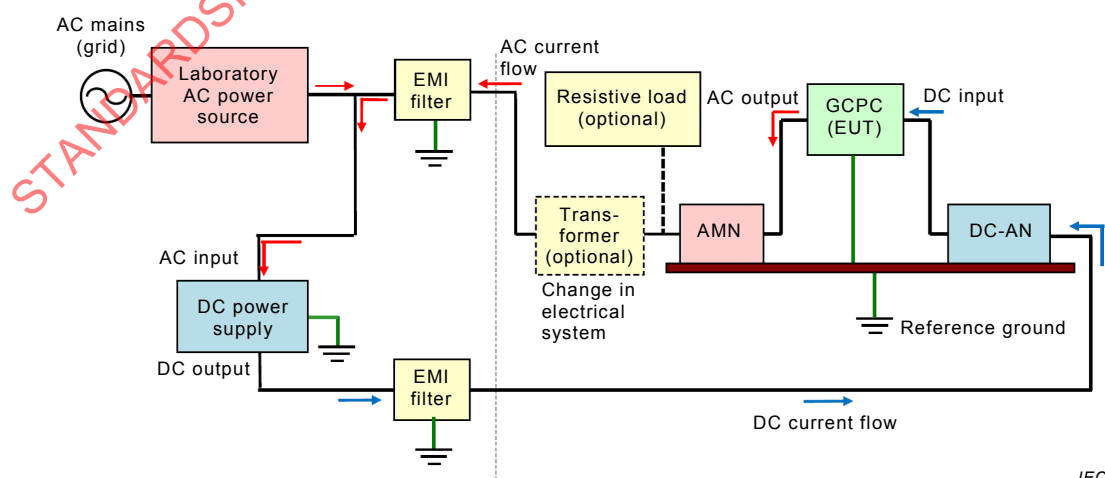 AC mains
(grid)
Laboratory
AC power
source
EMI
filter
AC current
flow
Resistive load
(optional)
AC output
GCPC
(EUT)
DC input
Trans-
former
(optional)
AMN
DC-AN
Change in
electrical
system
Reference ground
AC input
DC power
supply
DC output
EMI
filter
DC current flow
IEC